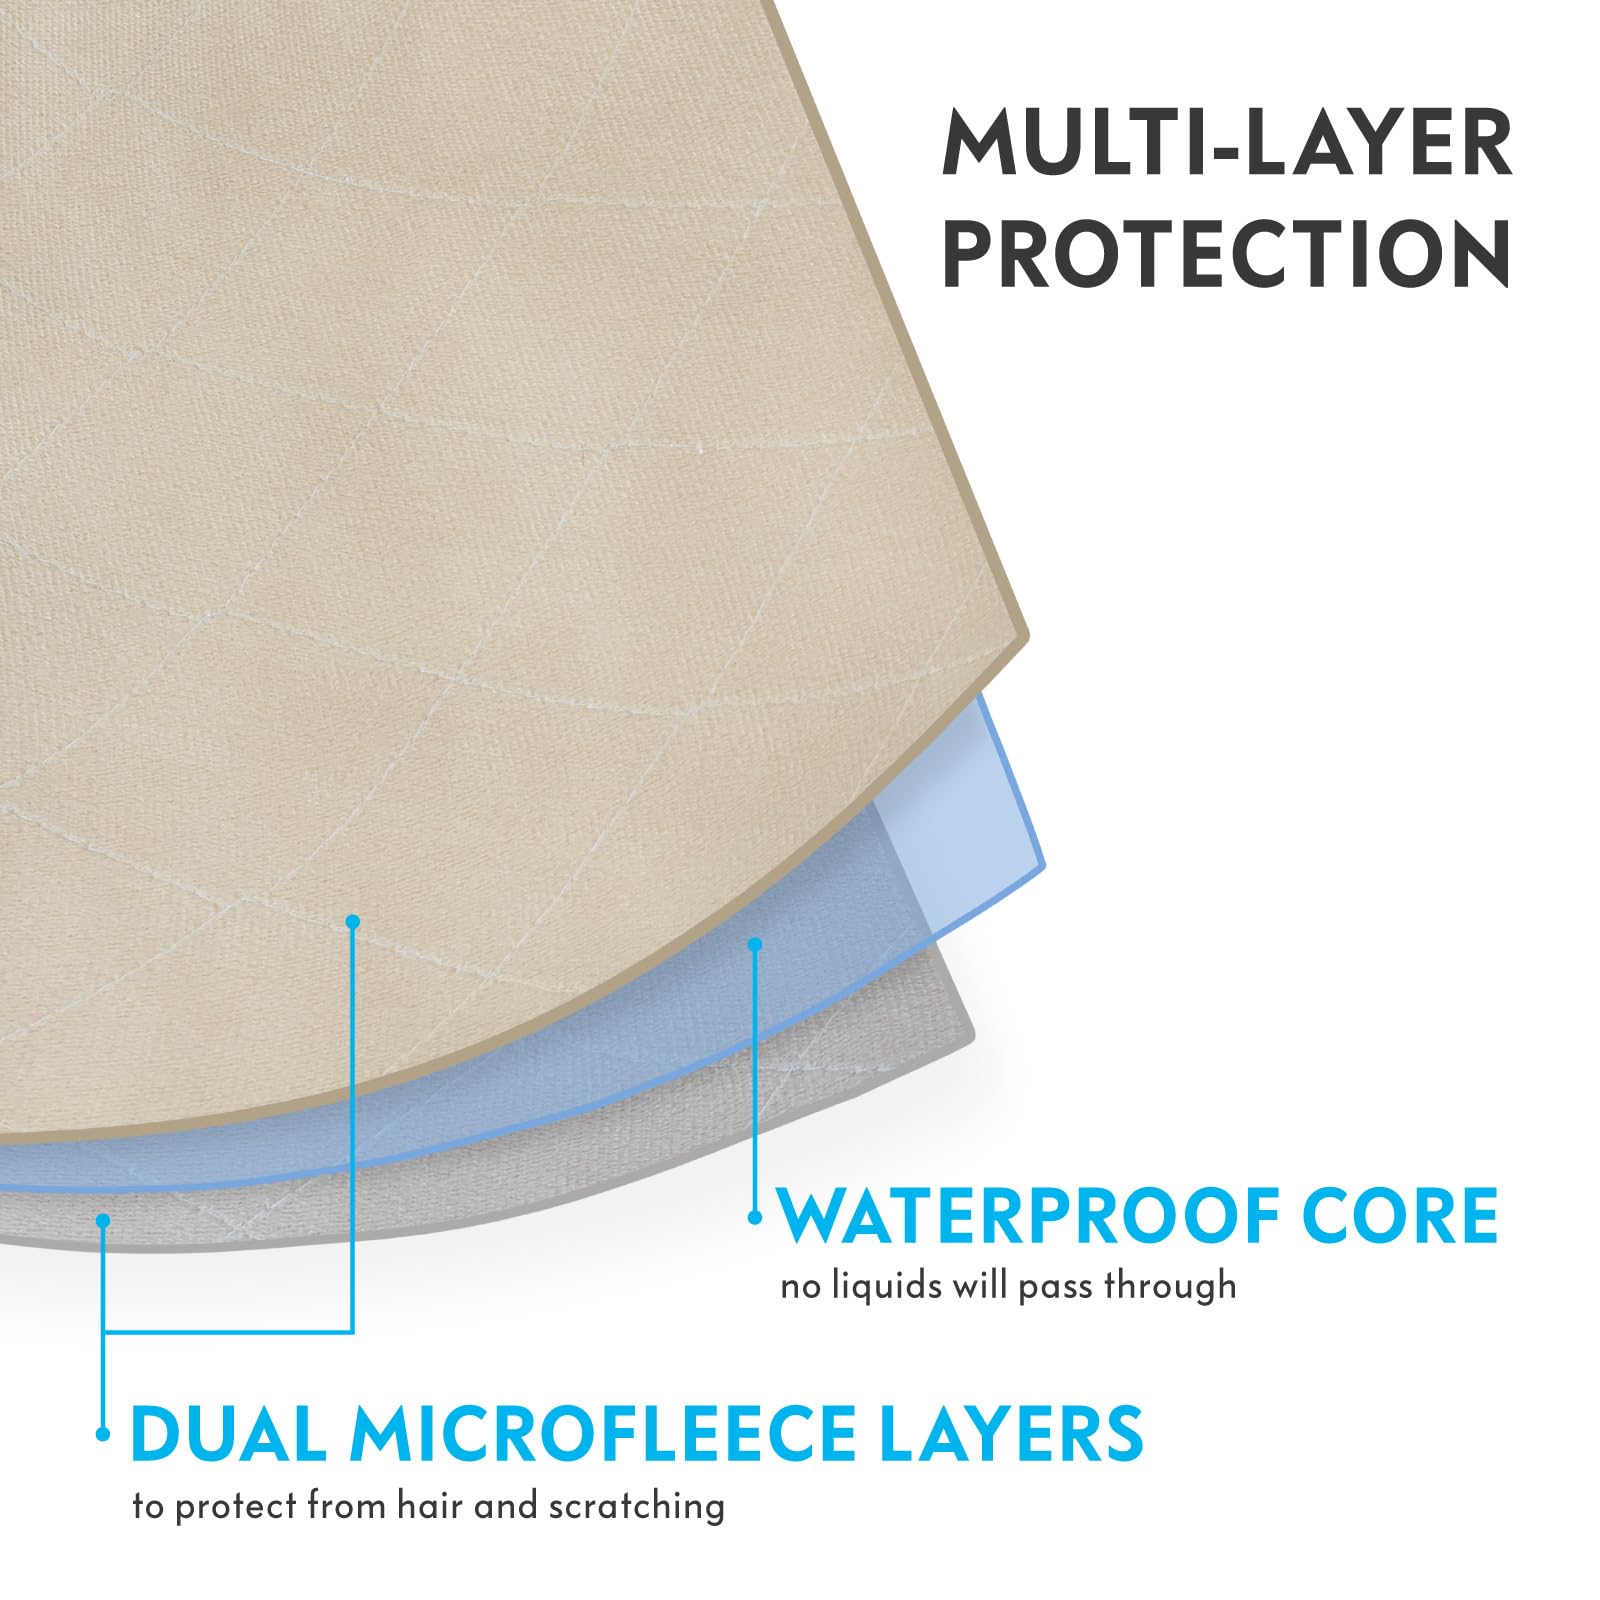 MULTI-LAYER
PROTECTION
WATERPROOF CORE
no liquids will pass through
DUAL MICROFLEECE LAYERS
to protect from hair and scratching